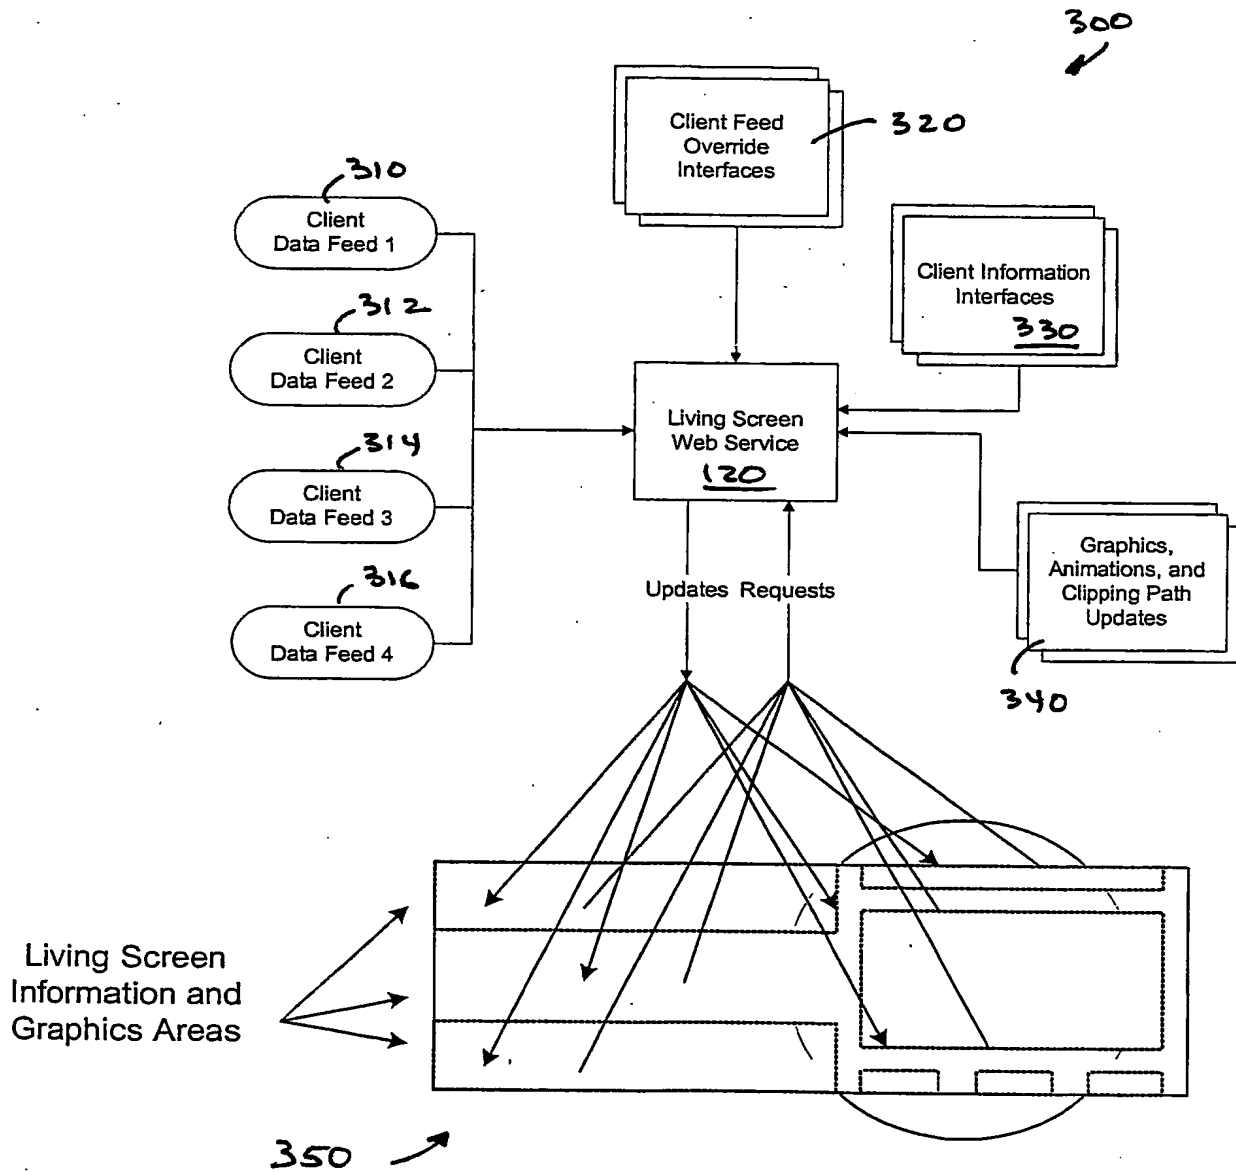 300
Client Feed
Override
Interfaces
320
310
Client
Data Feed 1
Client Information
Interfaces
330
312
Client
Data Feed 2
Living Screen
Web Service
120
314
Client
Data Feed 3
Graphics,
Animations, and
Clipping Path
Updates
340
316
Client
Data Feed 4
Updates Requests
Living Screen
Information and
Graphics Areas
350